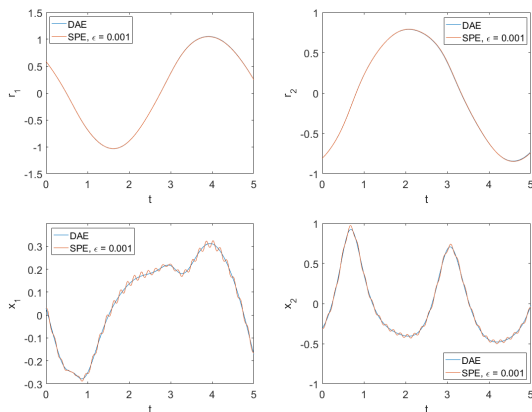 1.5
1
0.5
0
-0.5
-1
-1.5
r1
0 1 2 3 4 5
t
DAE
SPE, ϵ = 0.001
1
0.5
0
-0.5
-1
r2
0 1 2 3 4 5
t
DAE
SPE, ϵ = 0.001
0.3
0.2
0.1
0
-0.1
-0.2
-0.3
x1
0 1 2 3 4 5
t
DAE
SPE, ϵ = 0.001
1
0.5
0
-0.5
-1
x2
0 1 2 3 4 5
t
DAE
SPE, ϵ = 0.001